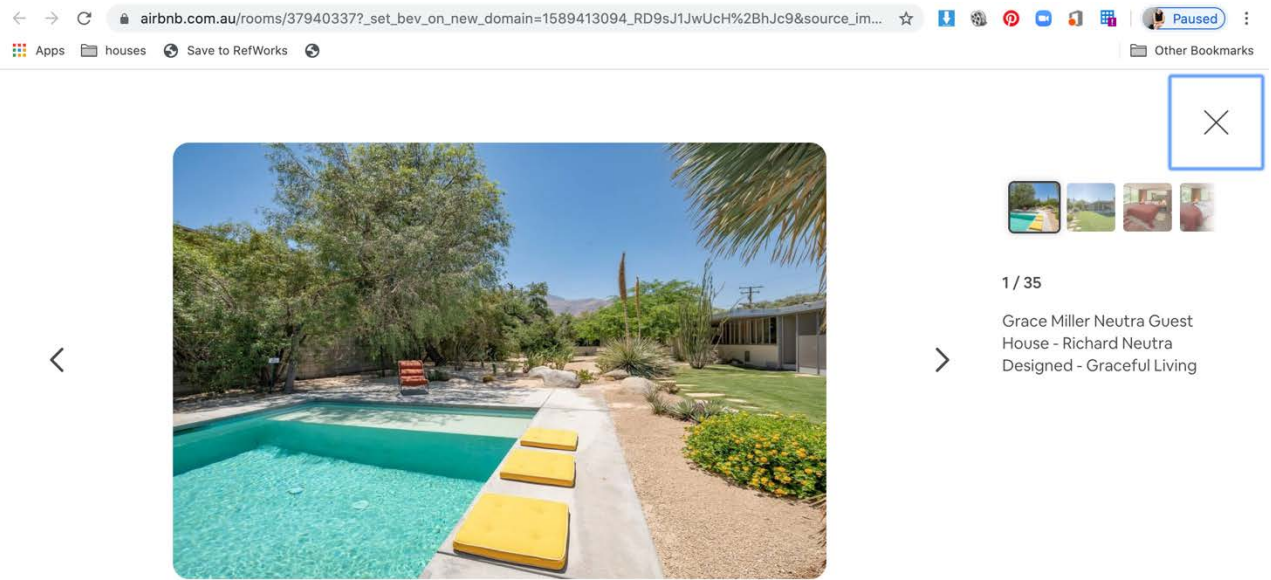 airbnb.com.au/rooms/37940337?_set_bev_on_new_domain=1589413094_RD9sJ1JwUcH%2BhJc9&source_im...
Paused
Apps
houses
Save to RefWorks
Other Bookmarks
1 / 35
Grace Miller Neutra Guest
House - Richard Neutra
Designed - Graceful Living